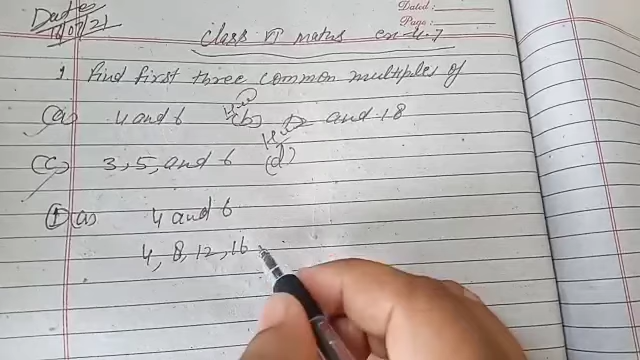 Date
Dated:
Page:
Class VI maths ex-4.7
1. Find first three common multiples of
(a) 4 and 6 (b) and 18
H.W
(c) 3, 5, and 6 (d)
H.W
1 (a) 4 and 6
4, 8, 12, 16